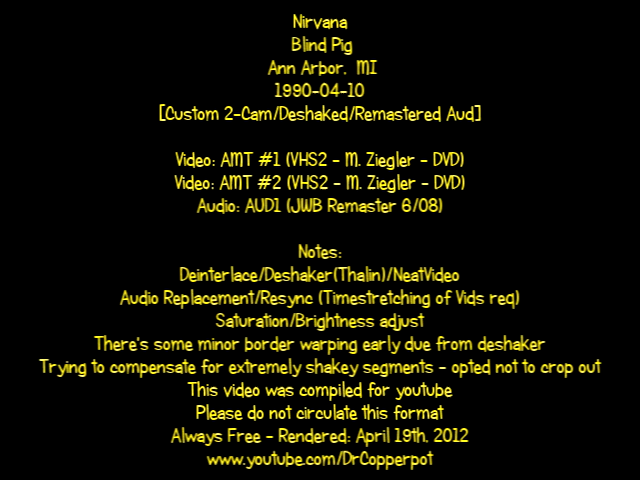 Nirvana
Blind Pig
Ann Arbor, MI
1990-04-10
[Custom 2-Cam/Deshaked/Remastered Aud]
Video: AMT #1 (VHS2 - M. Ziegler - DVD)
Video: AMT #2 (VHS2 - M. Ziegler - DVD)
Audio: AUD1 (JWB Remaster 6/08)
Notes:
Deinterlace/Deshaker(Thalin)/NeatVideo
Audio Replacement/Resync (Timestretching of Vids req)
Saturation/Brightness adjust
There's some minor border warping early due from deshaker
Trying to compensate for extremely shakey segments - opted not to crop out
This video was compiled for youtube
Please do not circulate this format
Always Free - Rendered: April 19th, 2012
www.youtube.com/DrCopperpot